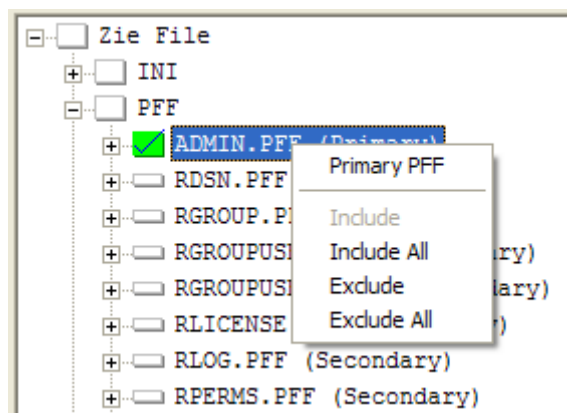 Zie File
INI
PFF
ADMIN.PFF (Primary)
Primary PFF
RDSN.PFF
Include
Include All
Exclude
Exclude All
RLICENSE
RLOG.PFF (Secondary)
RPERMS.PFF (Secondary)